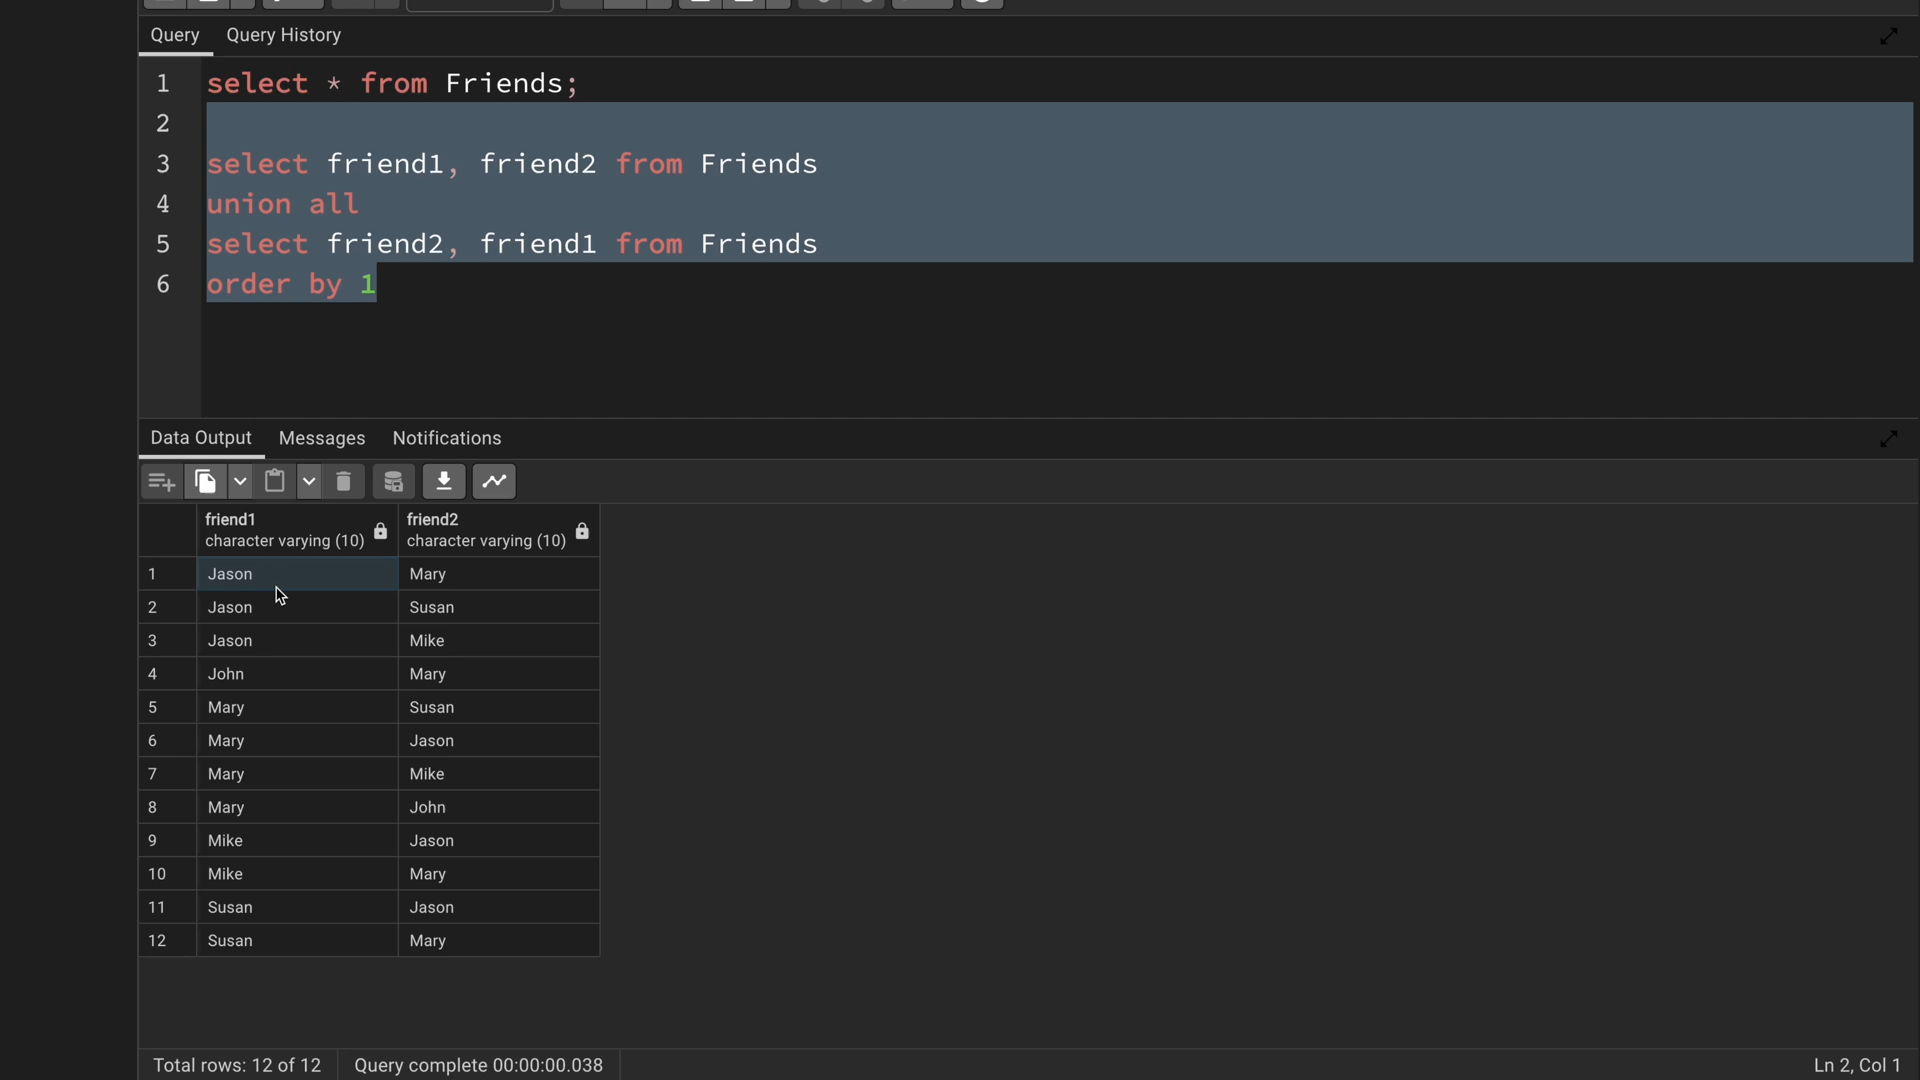 Query Query History
1 select * from Friends;
2
3 select friend1, friend2 from Friends
4 union all
5 select friend2, friend1 from Friends
6 order by 1
Data Output Messages Notifications
friend1 friend2
character varying (10) character varying (10)
1 Jason Mary
2 Jason Susan
3 Jason Mike
4 John Mary
5 Mary Susan
6 Mary Jason
7 Mary Mike
8 Mary John
9 Mike Jason
10 Mike Mary
11 Susan Jason
12 Susan Mary
Total rows: 12 of 12 Query complete 00:00:00.038 Ln 2, Col 1